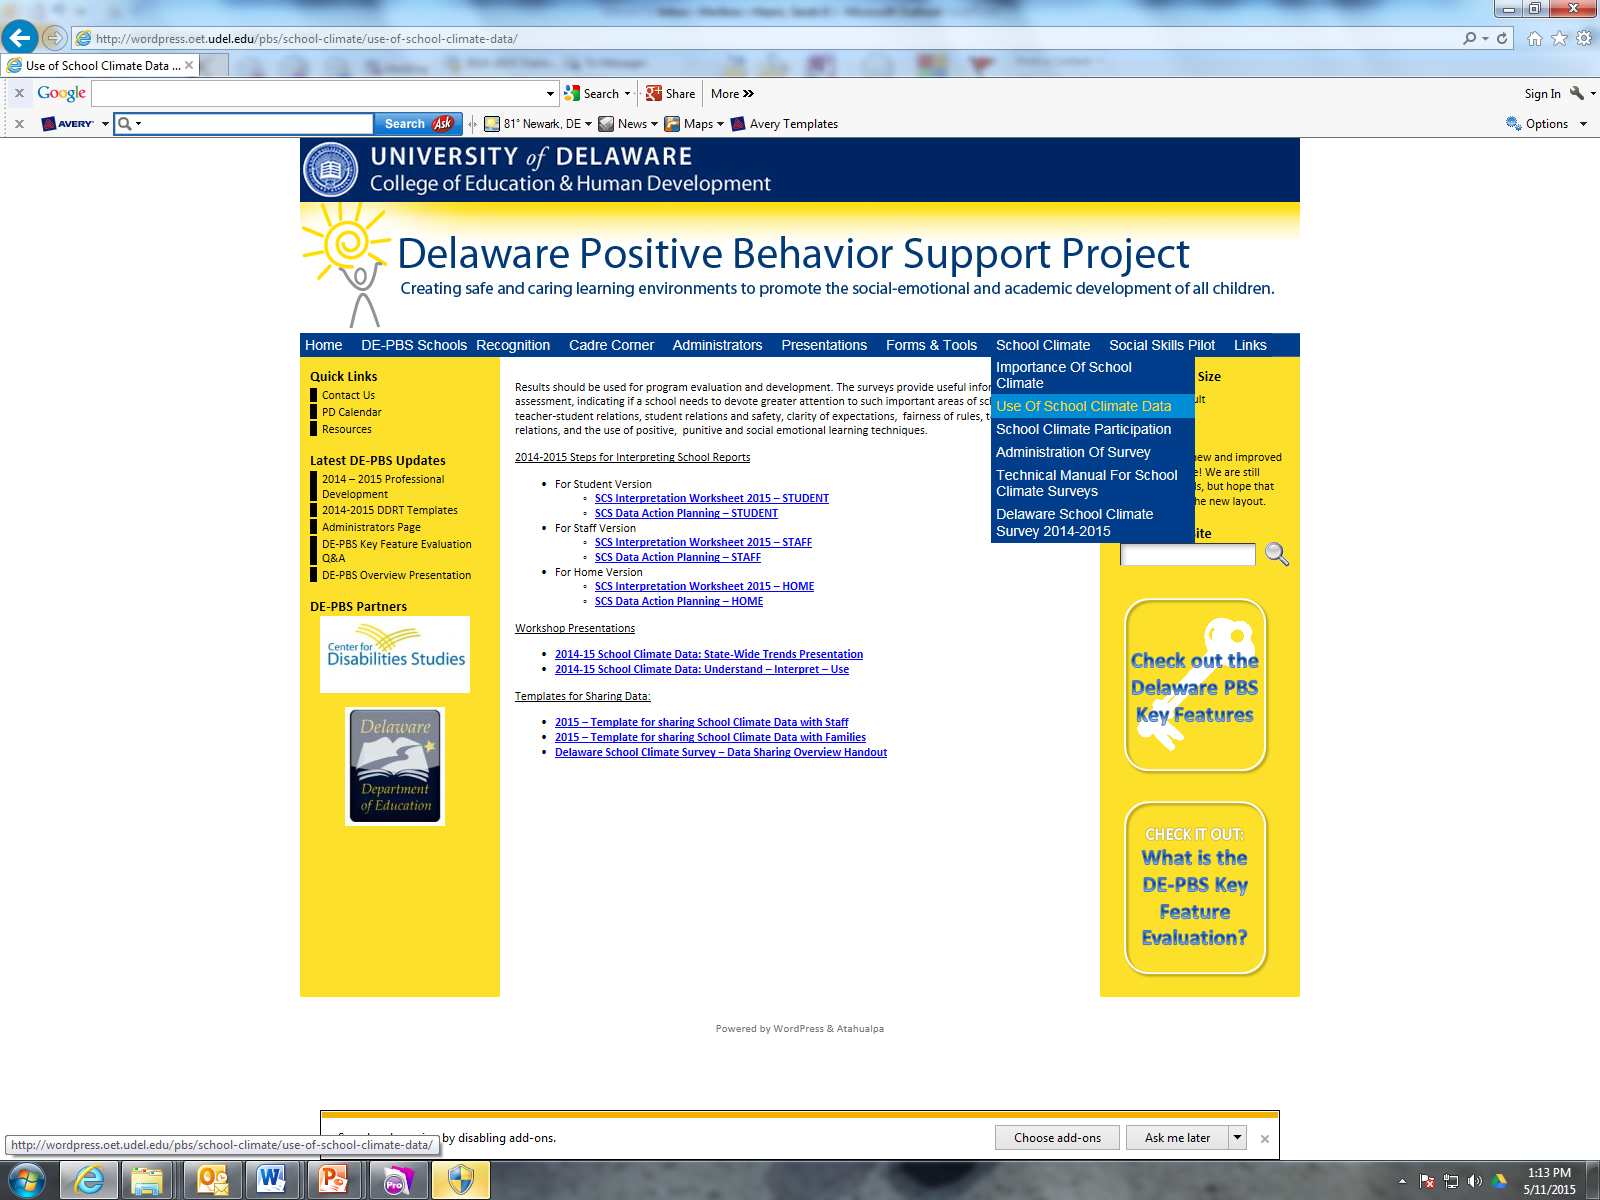 http://wordpress.oet.udel.edu/pbs/school-climate/use-of-school-climate-data/
Use of School Climate Data ...
Google Search Share More Sign In
AVERY Search Ask 81° Newark, DE News Maps Avery Templates Options
UNIVERSITY of DELAWARE
College of Education & Human Development
Delaware Positive Behavior Support Project
Creating safe and caring learning environments to promote the social-emotional and academic development of all children.
Home DE-PBS Schools Recognition Cadre Corner Administrators Presentations Forms & Tools School Climate Social Skills Pilot Links
Quick Links
Contact Us
PD Calendar
Resources
Latest DE-PBS Updates
2014 – 2015 Professional
Development
2014-2015 DDRT Templates
Administrators Page
DE-PBS Key Feature Evaluation
Q&A
DE-PBS Overview Presentation
DE-PBS Partners
Center for
Disabilities Studies
Delaware
Department
of Education
Results should be used for program evaluation and development. The surveys provide useful
assessment, indicating if a school needs to devote greater attention to such important areas of
teacher-student relations, student relations and safety, clarity of expectations, fairness of rules,
relations, and the use of positive, punitive and social emotional learning techniques.
2014-2015 Steps for Interpreting School Reports
For Student Version
SCS Interpretation Worksheet 2015 – STUDENT
SCS Data Action Planning – STUDENT
For Staff Version
SCS Interpretation Worksheet 2015 – STAFF
SCS Data Action Planning – STAFF
For Home Version
SCS Interpretation Worksheet 2015 – HOME
SCS Data Action Planning – HOME
Workshop Presentations
2014-15 School Climate Data: State-Wide Trends Presentation
2014-15 School Climate Data: Understand – Interpret – Use
Templates for Sharing Data:
2015 – Template for sharing School Climate Data with Staff
2015 – Template for sharing School Climate Data with Families
Delaware School Climate Survey – Data Sharing Overview Handout
Importance Of School
Climate
Use Of School Climate Data
School Climate Participation
Administration Of Survey
Technical Manual For School
Climate Surveys
Delaware School Climate
Survey 2014-2015
Size
new and improved
! We are still
, but hope that
the new layout.
Check out the
Delaware PBS
Key Features
CHECK IT OUT:
What is the
DE-PBS Key
Feature
Evaluation?
Powered by WordPress & Atahualpa
by disabling add-ons.
Choose add-ons Ask me later
http://wordpress.oet.udel.edu/pbs/school-climate/use-of-school-climate-data/
Pro
1:13 PM
5/11/2015